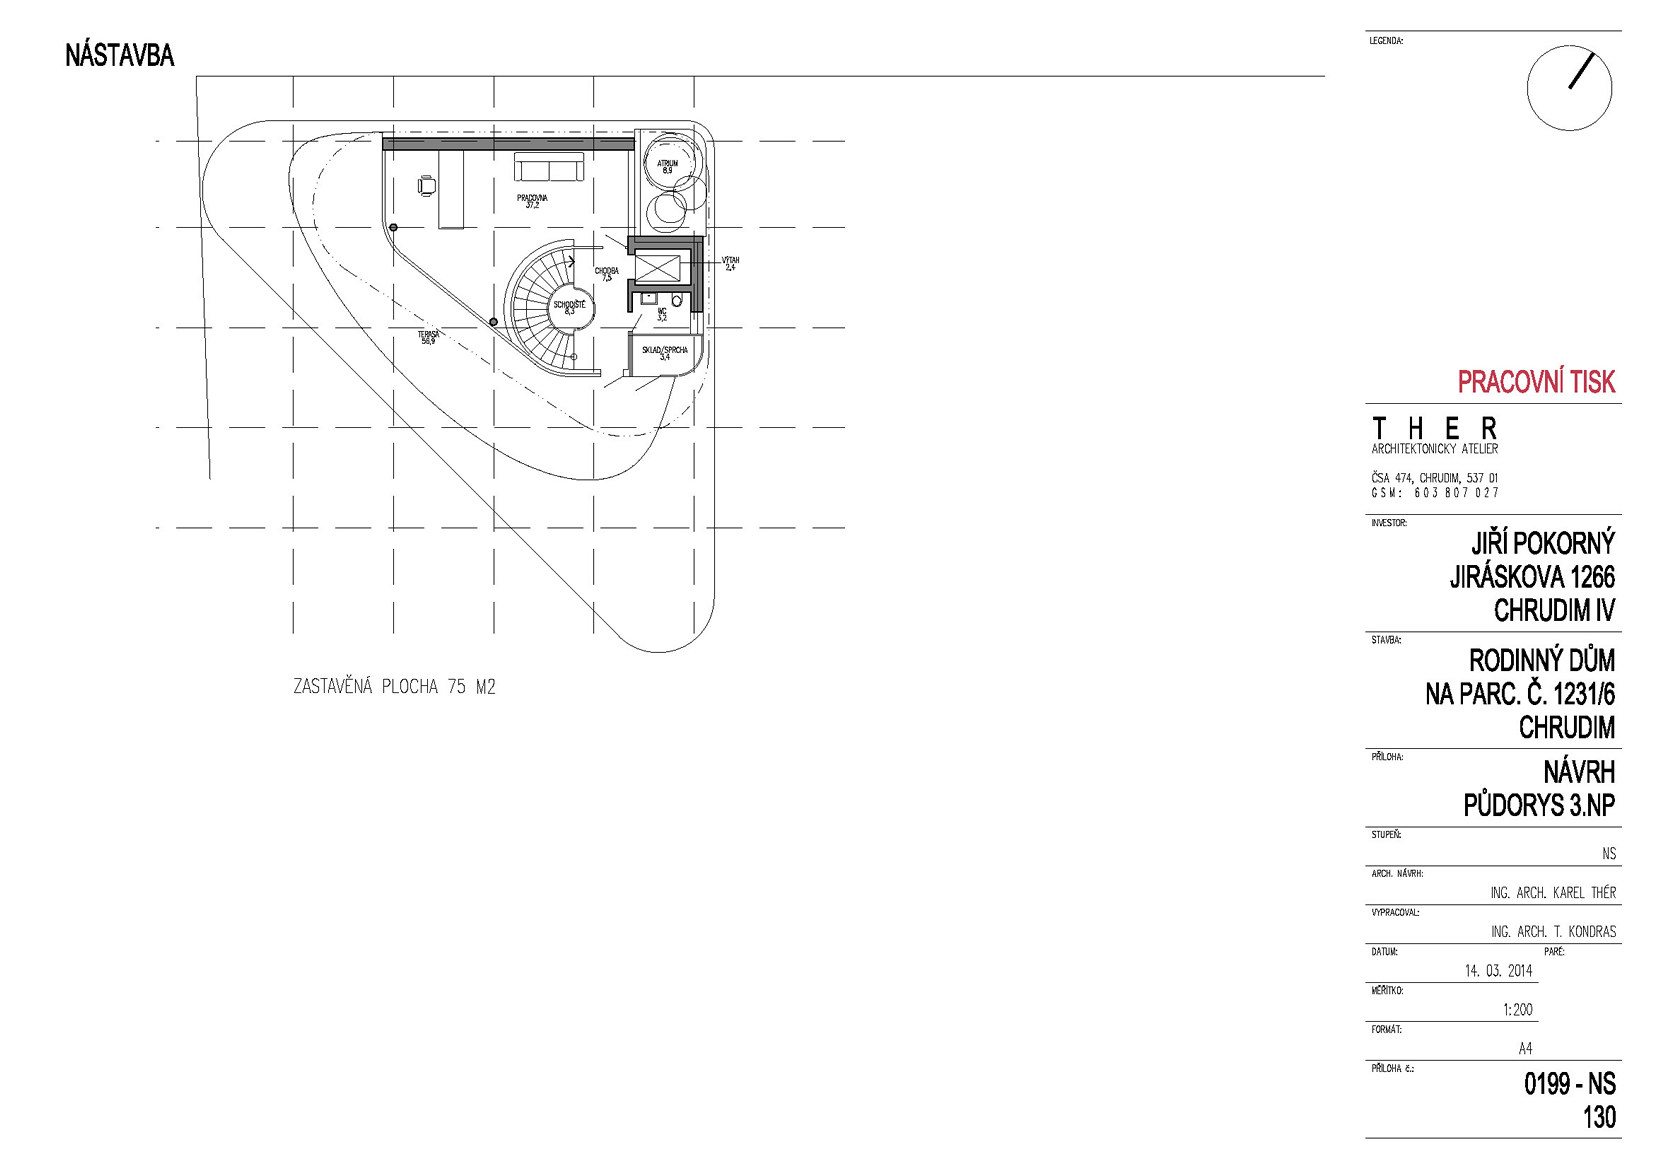 NÁSTAVBA
ATRIUM
8,9
PRACOVNA
37,2
CHODBA
7,5
VÝTAH
2,4
SCHODIŠTĚ
8,3
WC
3,2
TERASA
56,9
SKLAD/SPRCHA
3,4
ZASTAVĚNÁ PLOCHA 75 M2
LEGENDA:
PRACOVNÍ TISK
THER
ARCHITEKTONICKÝ ATELIER
ČSA 474, CHRUDIM, 537 01
GSM: 603 807 027
INVESTOR:
JIŘÍ POKORNÝ
JIRÁSKOVA 1266
CHRUDIM IV
STAVBA:
RODINNÝ DŮM
NA PARC. Č. 1231/6
CHRUDIM
PŘÍLOHA:
NÁVRH
PŮDORYS 3.NP
STUPEŇ:
NS
ARCH. NÁVRH:
ING. ARCH. KAREL THÉR
VYPRACOVAL:
ING. ARCH. T. KONDRAS
DATUM:
PARÉ:
14. 03. 2014
MĚŘÍTKO:
1:200
FORMÁT:
A4
PŘÍLOHA č.:
0199 - NS
130